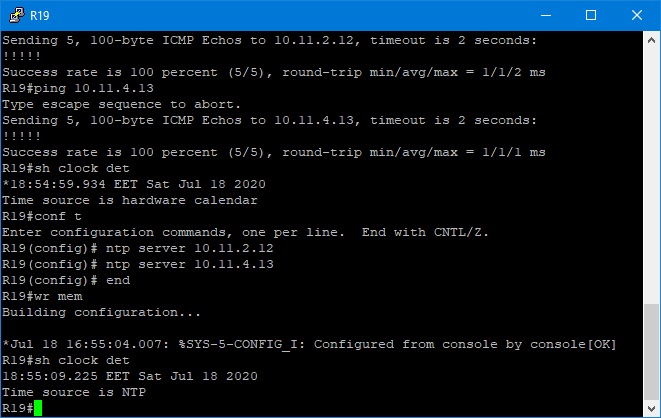 R19
Sending 5, 100-byte ICMP Echos to 10.11.2.12, timeout is 2 seconds:
!!!!!
Success rate is 100 percent (5/5), round-trip min/avg/max = 1/1/2 ms
R19#ping 10.11.4.13
Type escape sequence to abort.
Sending 5, 100-byte ICMP Echos to 10.11.4.13, timeout is 2 seconds:
!!!!!
Success rate is 100 percent (5/5), round-trip min/avg/max = 1/1/1 ms
R19#sh clock det
*18:54:59.934 EET Sat Jul 18 2020
Time source is hardware calendar
R19#conf t
Enter configuration commands, one per line.  End with CNTL/Z.
R19(config)# ntp server 10.11.2.12
R19(config)# ntp server 10.11.4.13
R19(config)# end
R19#wr mem
Building configuration...
*Jul 18 16:55:04.007: %SYS-5-CONFIG_I: Configured from console by console[OK]
R19#sh clock det
18:55:09.225 EET Sat Jul 18 2020
Time source is NTP
R19#